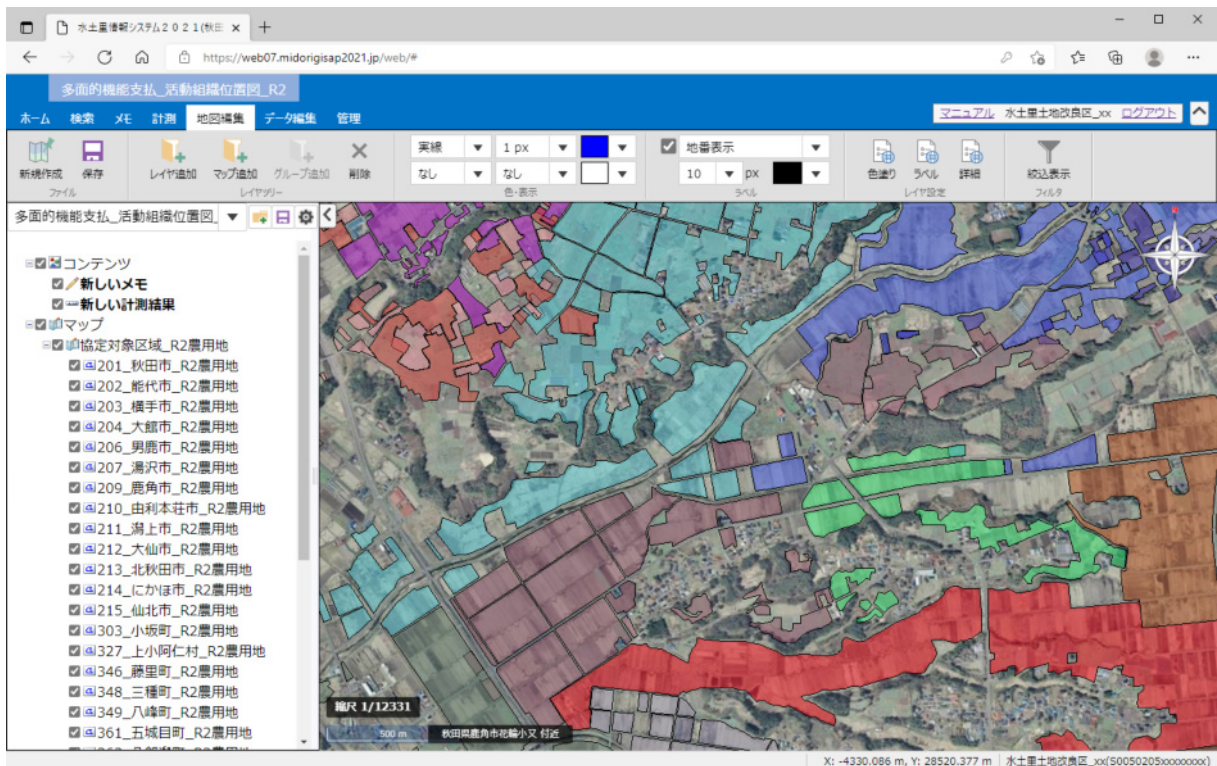 水土里情報システム2021(秋田
https://web07.midorigisap2021.jp/web/#
多面的機能支払_活動組織位置図_R2
ホーム 検索 メモ 計測 地図編集 データ編集 管理
マニュアル 水土里土地改良区_xx ログアウト
実線 1 px 地番表示
新規作成 保存 レイヤ追加 マップ追加 グループ追加 削除 なし なし 10 px 色塗り ラベル 詳細 絞込表示
ファイル レイヤツリー 色・表示 ラベル レイヤ設定 フィルタ
多面的機能支払_活動組織位置図_
コンテンツ
新しいメモ
新しい計測結果
マップ
協定対象区域_R2農用地
201_秋田市_R2農用地
202_能代市_R2農用地
203_横手市_R2農用地
204_大館市_R2農用地
206_男鹿市_R2農用地
207_湯沢市_R2農用地
209_鹿角市_R2農用地
210_由利本荘市_R2農用地
211_潟上市_R2農用地
212_大仙市_R2農用地
213_北秋田市_R2農用地
214_にかほ市_R2農用地
215_仙北市_R2農用地
303_小坂町_R2農用地
327_上小阿仁村_R2農用地
346_藤里町_R2農用地
348_三種町_R2農用地
349_八峰町_R2農用地
361_五城目町_R2農用地
縮尺 1/12331
500 m 秋田県鹿角市花輪小又 付近
X: -4330.086 m, Y: 28520.377 m 水土里土地改良区_xx(S0050205xxxxxxxx)